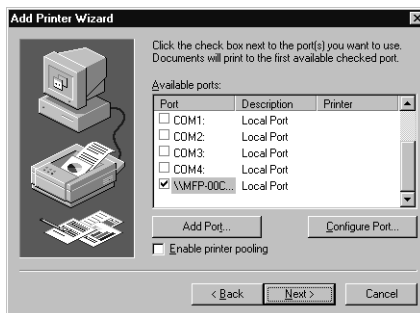 Add Printer Wizard
Click the check box next to the port(s) you want to use.
Documents will print to the first available checked port.
Available ports:
Port Description Printer
COM1: Local Port
COM2: Local Port
COM3: Local Port
COM4: Local Port
\\MFP-00C... Local Port
Add Port... Configure Port...
Enable printer pooling
< Back Next > Cancel